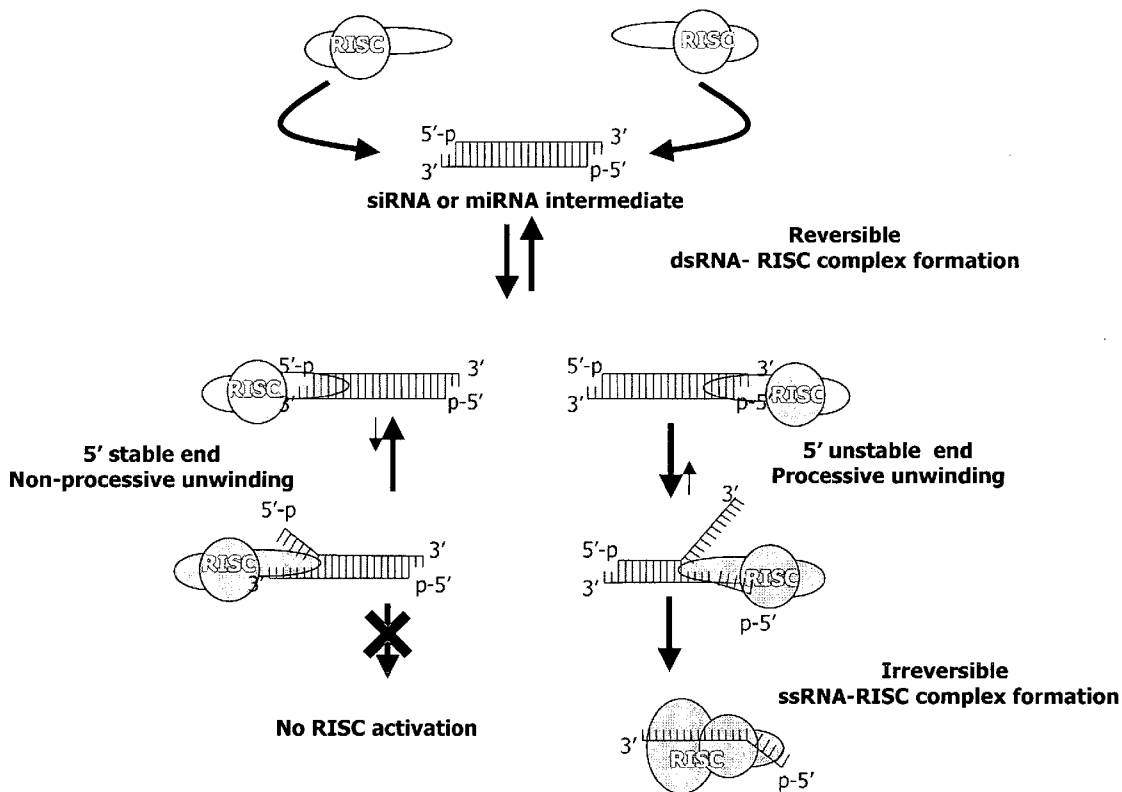 RISC
RISC
5'-p
3'
3'
p-5'
siRNA or miRNA intermediate
Reversible
dsRNA- RISC complex formation
5'-p
3'
RISC
3'
p-5'
5'-p
3'
RISC
3'
p-5'
5' stable end
Non-processive unwinding
5' unstable end
Processive unwinding
5'-p
3'
RISC
3'
p-5'
3'
5'-p
RISC
3'
p-5'
No RISC activation
Irreversible
ssRNA-RISC complex formation
3'
RISC
p-5'